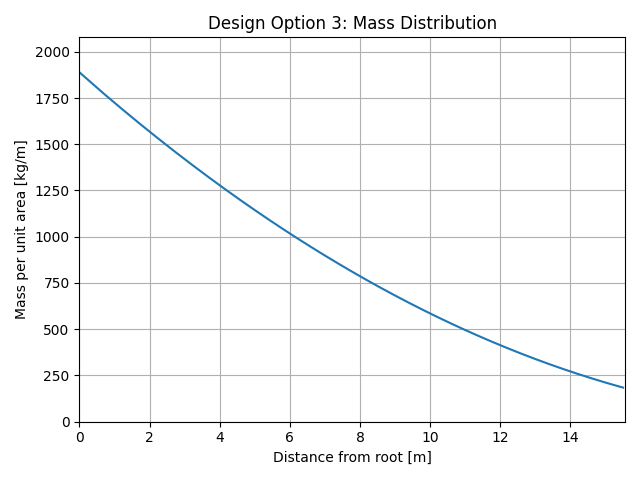 Design Option 3: Mass Distribution
Mass per unit area [kg/m]
2000
1750
1500
1250
1000
750
500
250
0
0 2 4 6 8 10 12 14
Distance from root [m]